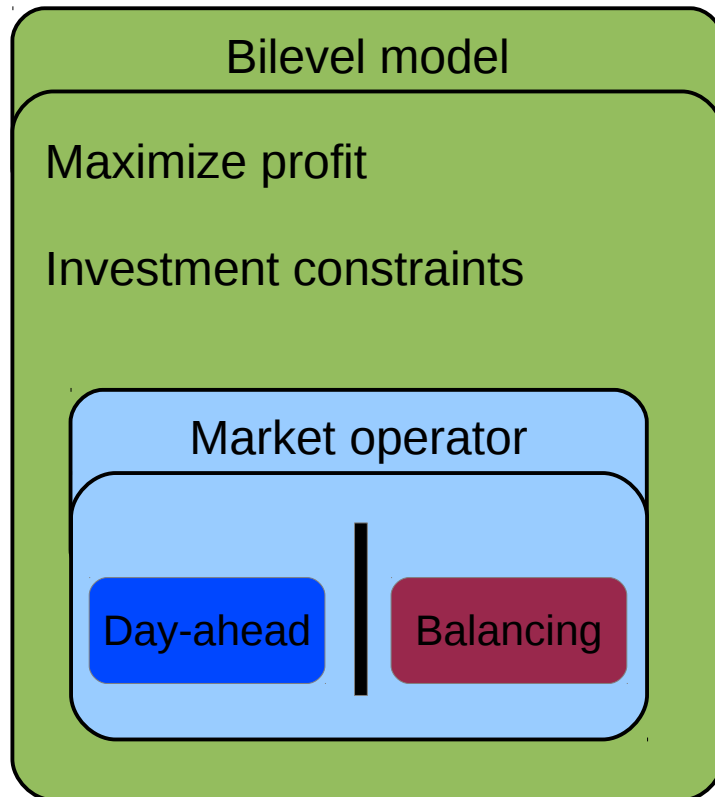 Bilevel model
Maximize profit
Investment constraints
Market operator
Day-ahead
Balancing